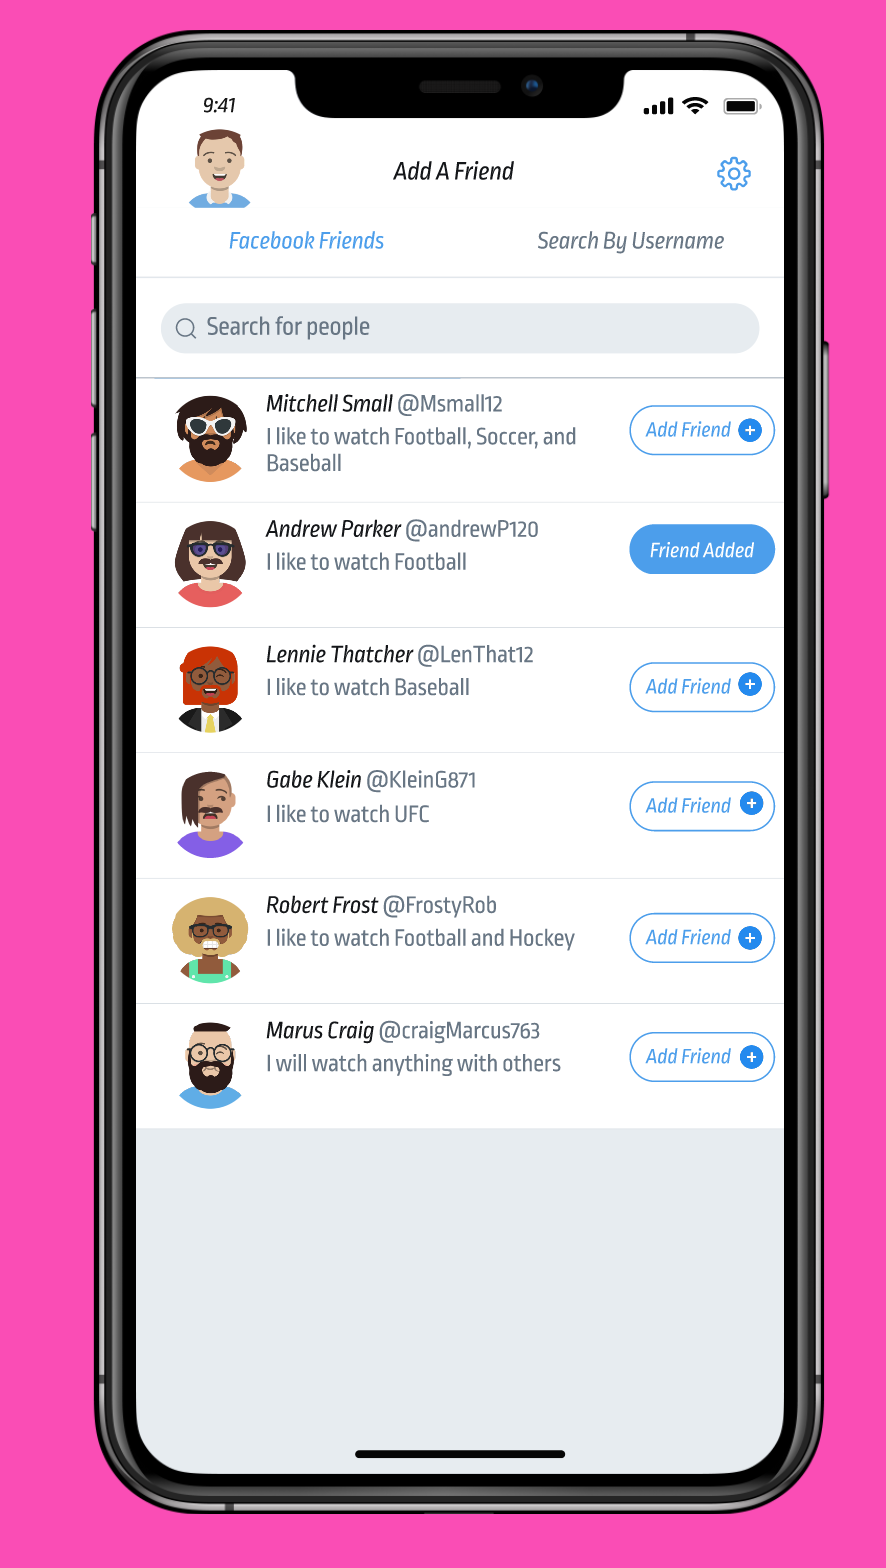 9:41
Add A Friend
Facebook Friends
Search By Username
Search for people
Mitchell Small @Msmall12
I like to watch Football, Soccer, and
Baseball
Add Friend
Andrew Parker @andrewP120
I like to watch Football
Friend Added
Lennie Thatcher @LenThat12
I like to watch Baseball
Add Friend
Gabe Klein @KleinG871
I like to watch UFC
Add Friend
Robert Frost @FrostyRob
I like to watch Football and Hockey
Add Friend
Marus Craig @craigMarcus763
I will watch anything with others
Add Friend